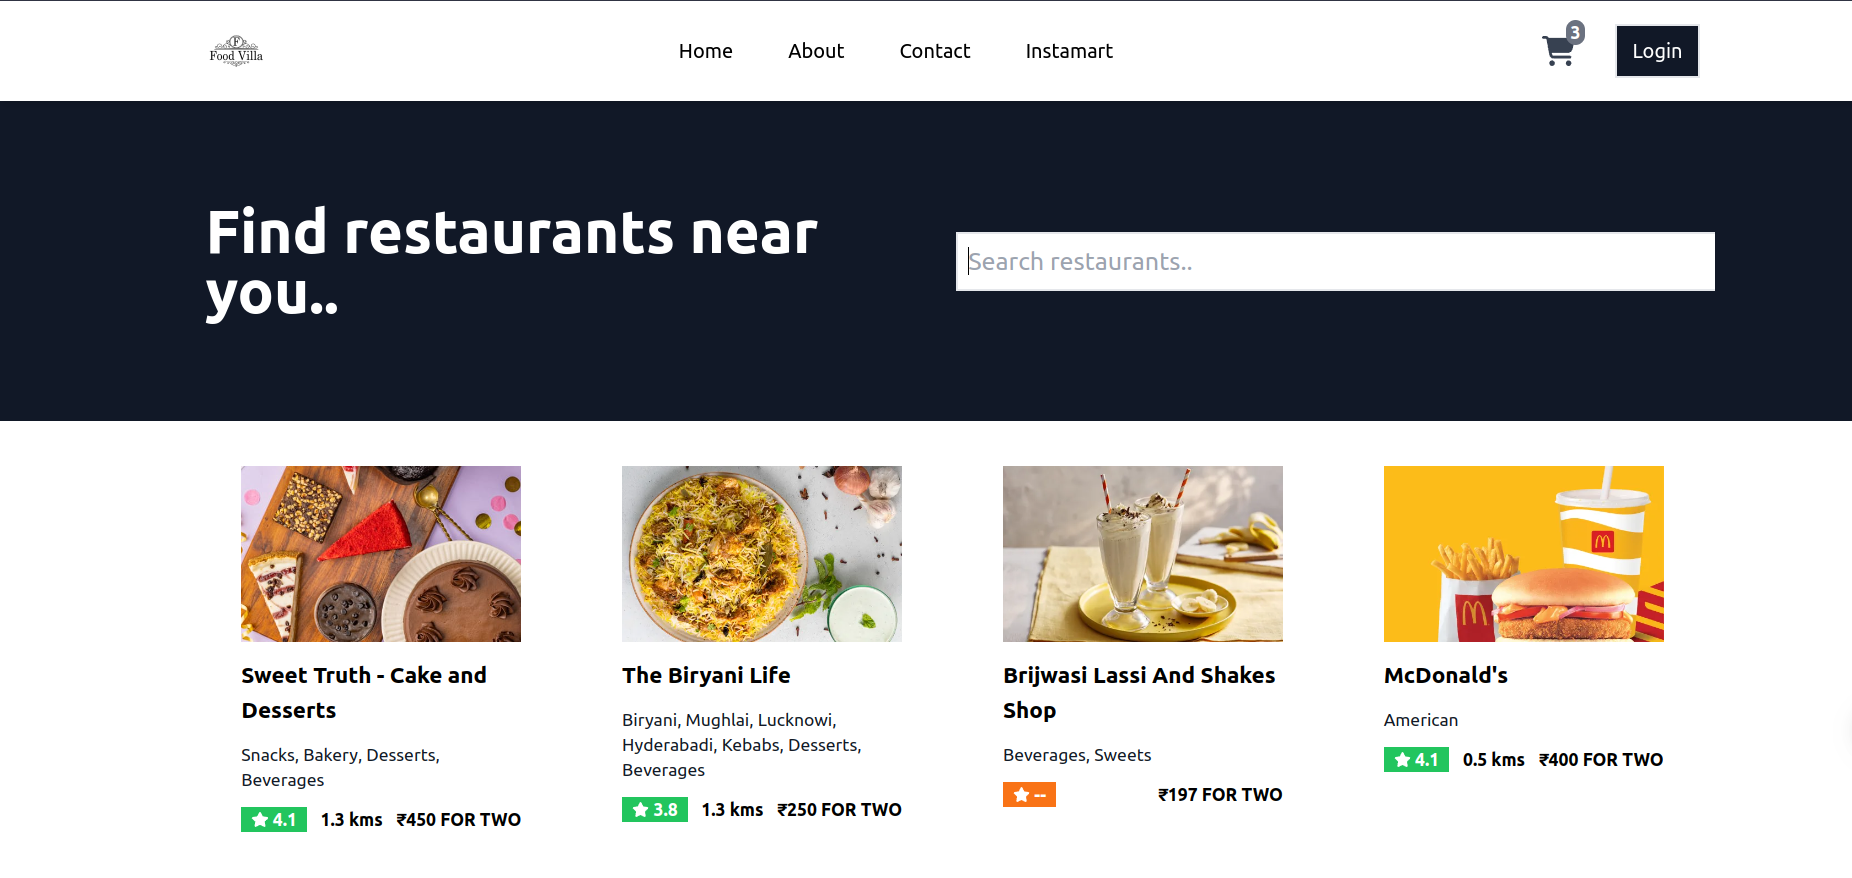 F
Food Villa
Home About Contact Instamart
3
Login
Find restaurants near
you..
Search restaurants..
Sweet Truth - Cake and
Desserts
Snacks, Bakery, Desserts,
Beverages
4.1 1.3 kms ₹450 FOR TWO
The Biryani Life
Biryani, Mughlai, Lucknowi,
Hyderabadi, Kebabs, Desserts,
Beverages
3.8 1.3 kms ₹250 FOR TWO
Brijwasi Lassi And Shakes
Shop
Beverages, Sweets
-- ₹197 FOR TWO
McDonald's
American
4.1 0.5 kms ₹400 FOR TWO